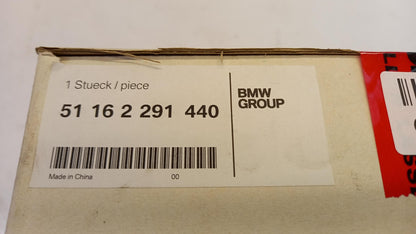 1 Stueck / piece
51 16 2 291 440
BMW
GROUP
Made in China
00